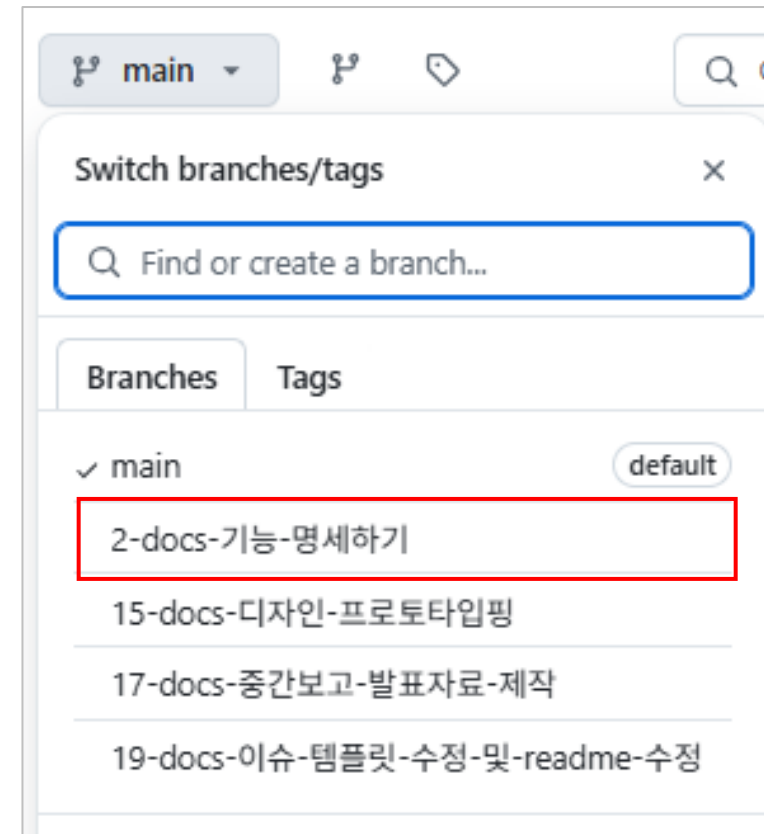 main
Switch branches/tags
Find or create a branch...
Branches Tags
main default
2-docs-기능-명세하기
15-docs-디자인-프로토타입핑
17-docs-중간보고-발표자료-제작
19-docs-이슈-템플릿-수정-및-readme-수정